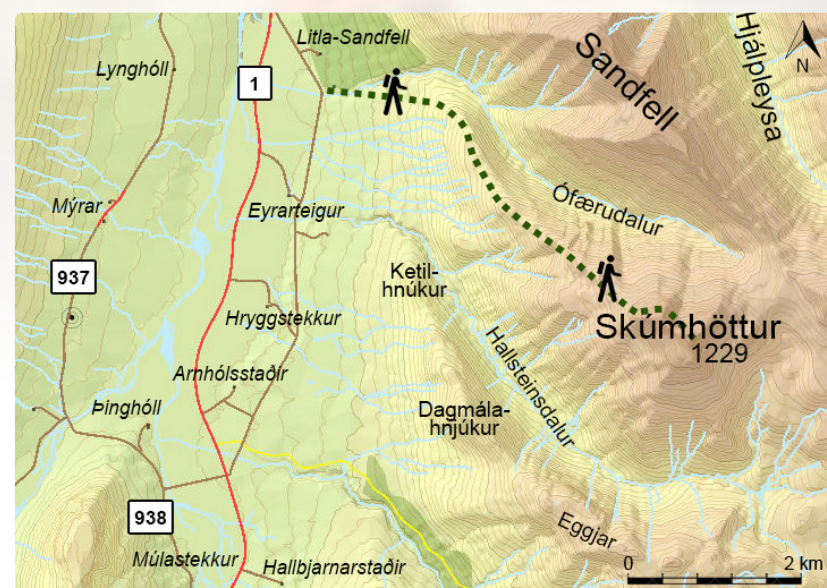 Litla-Sandfell
Lynghóll
1
Sandfell
Hjálpleysa
N
Mýrar
Eyrarteigur
Ófærudalur
937
Ketil-
hnúkur
Hryggstekkur
Skúmhöttur
1229
Hallsteinsdalur
Arnhólsstaðir
Þinghóll
Dagmála-
hnjúkur
938
Eggjar
Múlastekkur
Hallbjarnarstaðir
0
2 km